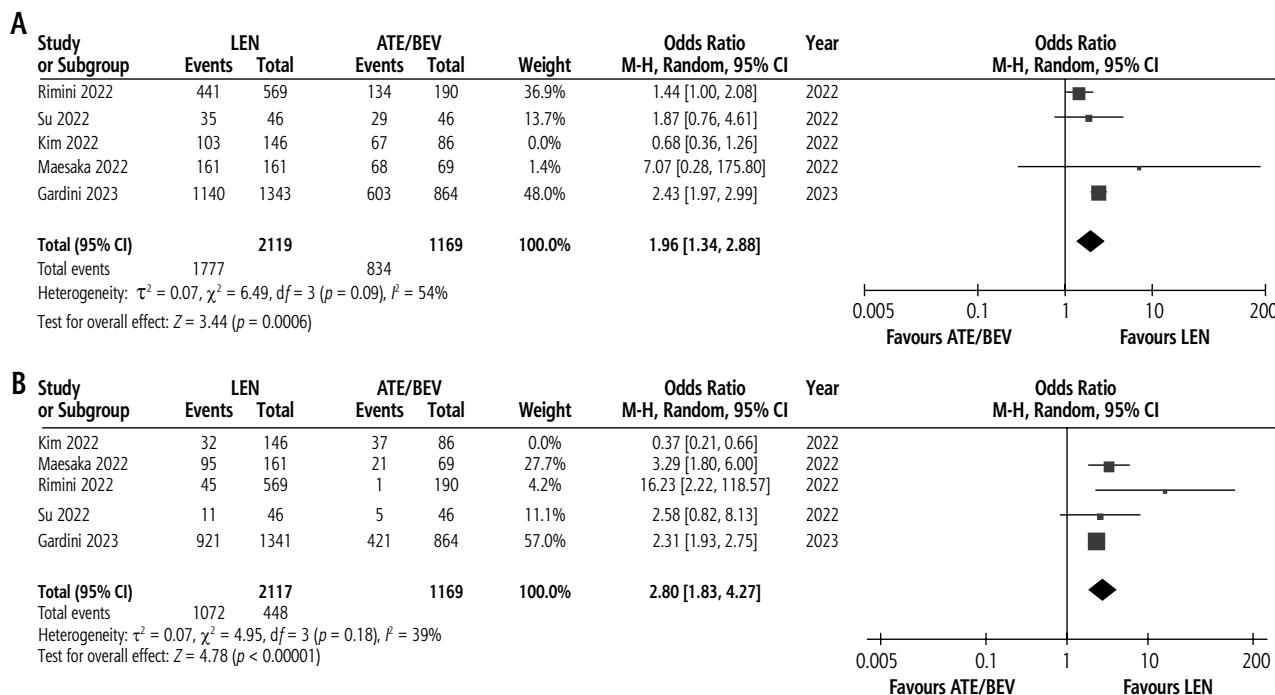 A
Study LEN ATE/BEV Odds Ratio Year Odds Ratio
or Subgroup Events Total Events Total Weight M-H, Random, 95% CI M-H, Random, 95% CI
Rimini 2022 441 569 134 190 36.9% 1.44 [1.00, 2.08] 2022
Su 2022 35 46 29 46 13.7% 1.87 [0.76, 4.61] 2022
Kim 2022 103 146 67 86 0.0% 0.68 [0.36, 1.26] 2022
Maesaka 2022 161 161 68 69 1.4% 7.07 [0.28, 175.80] 2022
Gardini 2023 1140 1343 603 864 48.0% 2.43 [1.97, 2.99] 2023
Total (95% CI) 2119 1169 100.0% 1.96 [1.34, 2.88]
Total events 1777 834
Heterogeneity: τ² = 0.07, χ² = 6.49, df = 3 (p = 0.09), I² = 54%
Test for overall effect: Z = 3.44 (p = 0.0006)
0.005 0.1 1 10 200
Favours ATE/BEV Favours LEN
B
Study LEN ATE/BEV Odds Ratio Year Odds Ratio
or Subgroup Events Total Events Total Weight M-H, Random, 95% CI M-H, Random, 95% CI
Kim 2022 32 146 37 86 0.0% 0.37 [0.21, 0.66] 2022
Maesaka 2022 95 161 21 69 27.7% 3.29 [1.80, 6.00] 2022
Rimini 2022 45 569 1 190 4.2% 16.23 [2.22, 118.57] 2022
Su 2022 11 46 5 46 11.1% 2.58 [0.82, 8.13] 2022
Gardini 2023 921 1341 421 864 57.0% 2.31 [1.93, 2.75] 2023
Total (95% CI) 2117 1169 100.0% 2.80 [1.83, 4.27]
Total events 1072 448
Heterogeneity: τ² = 0.07, χ² = 4.95, df = 3 (p = 0.18), I² = 39%
Test for overall effect: Z = 4.78 (p < 0.00001)
0.005 0.1 1 10 200
Favours ATE/BEV Favours LEN